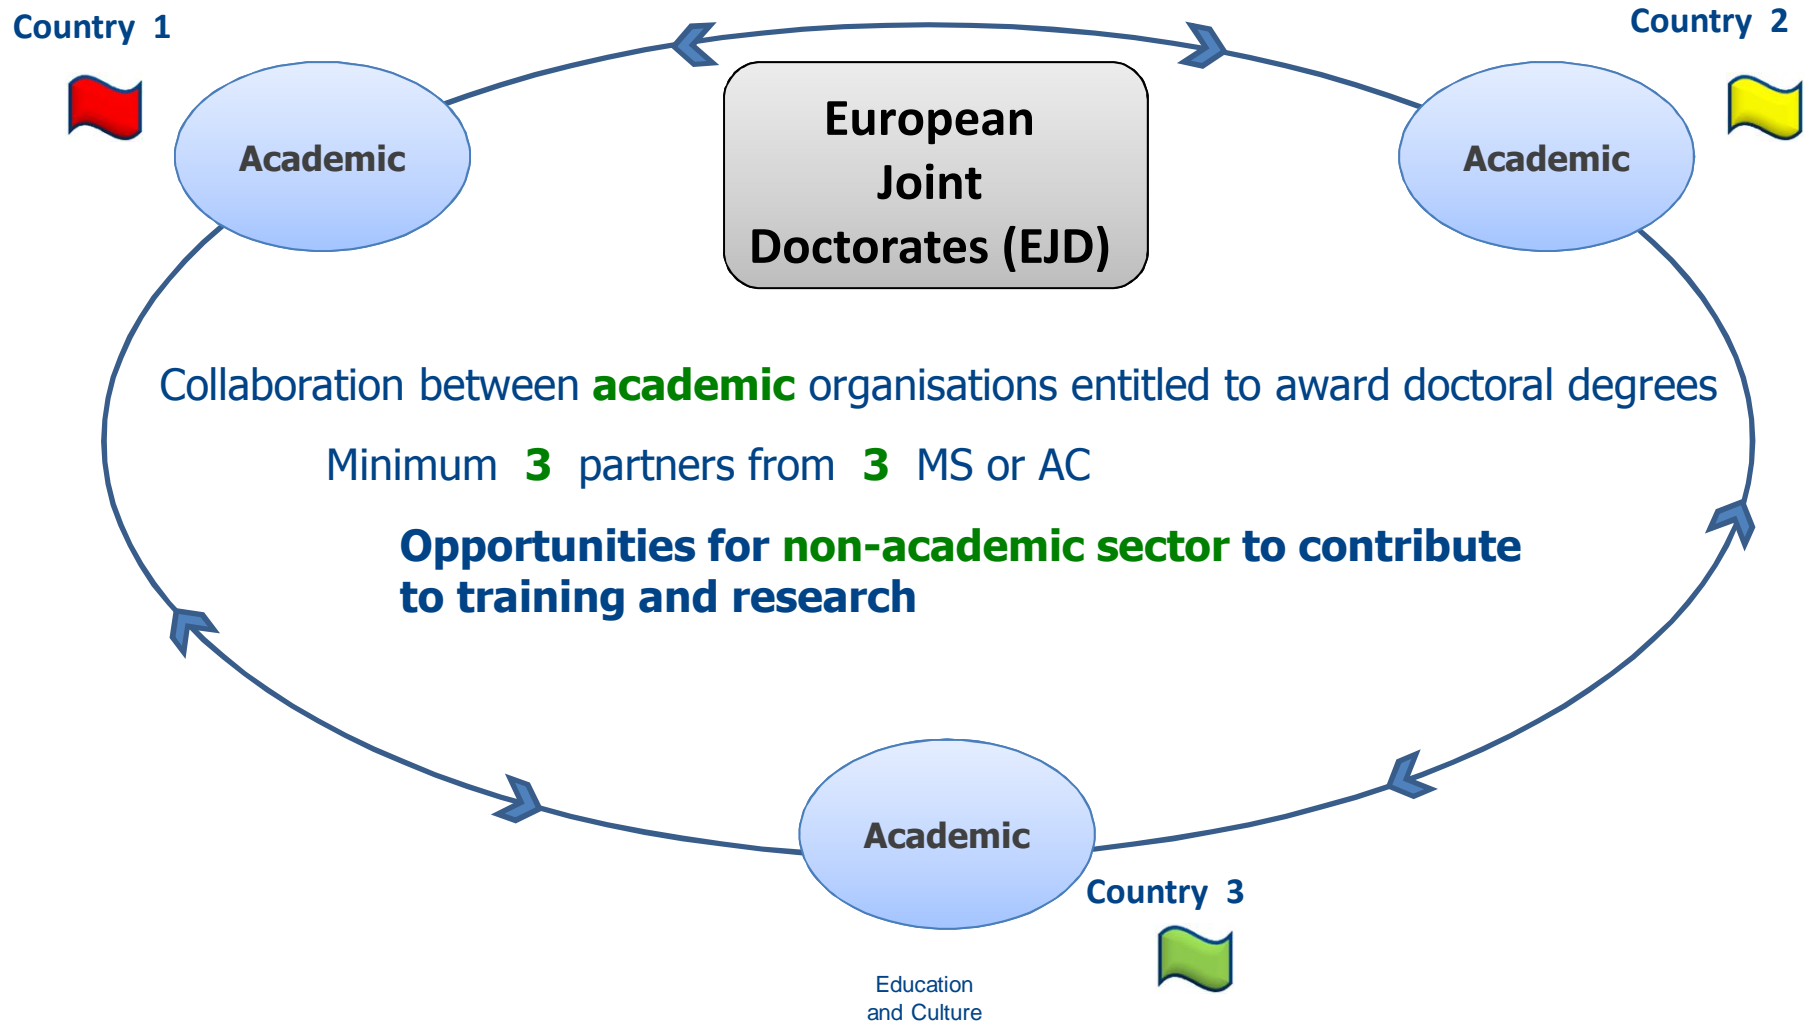 Country 1
Country 2
Academic
European
Joint
Doctorates (EJD)
Academic
Collaboration between academic organisations entitled to award doctoral degrees
Minimum 3 partners from 3 MS or AC
Opportunities for non-academic sector to contribute
to training and research
Academic
Country 3
Education
and Culture